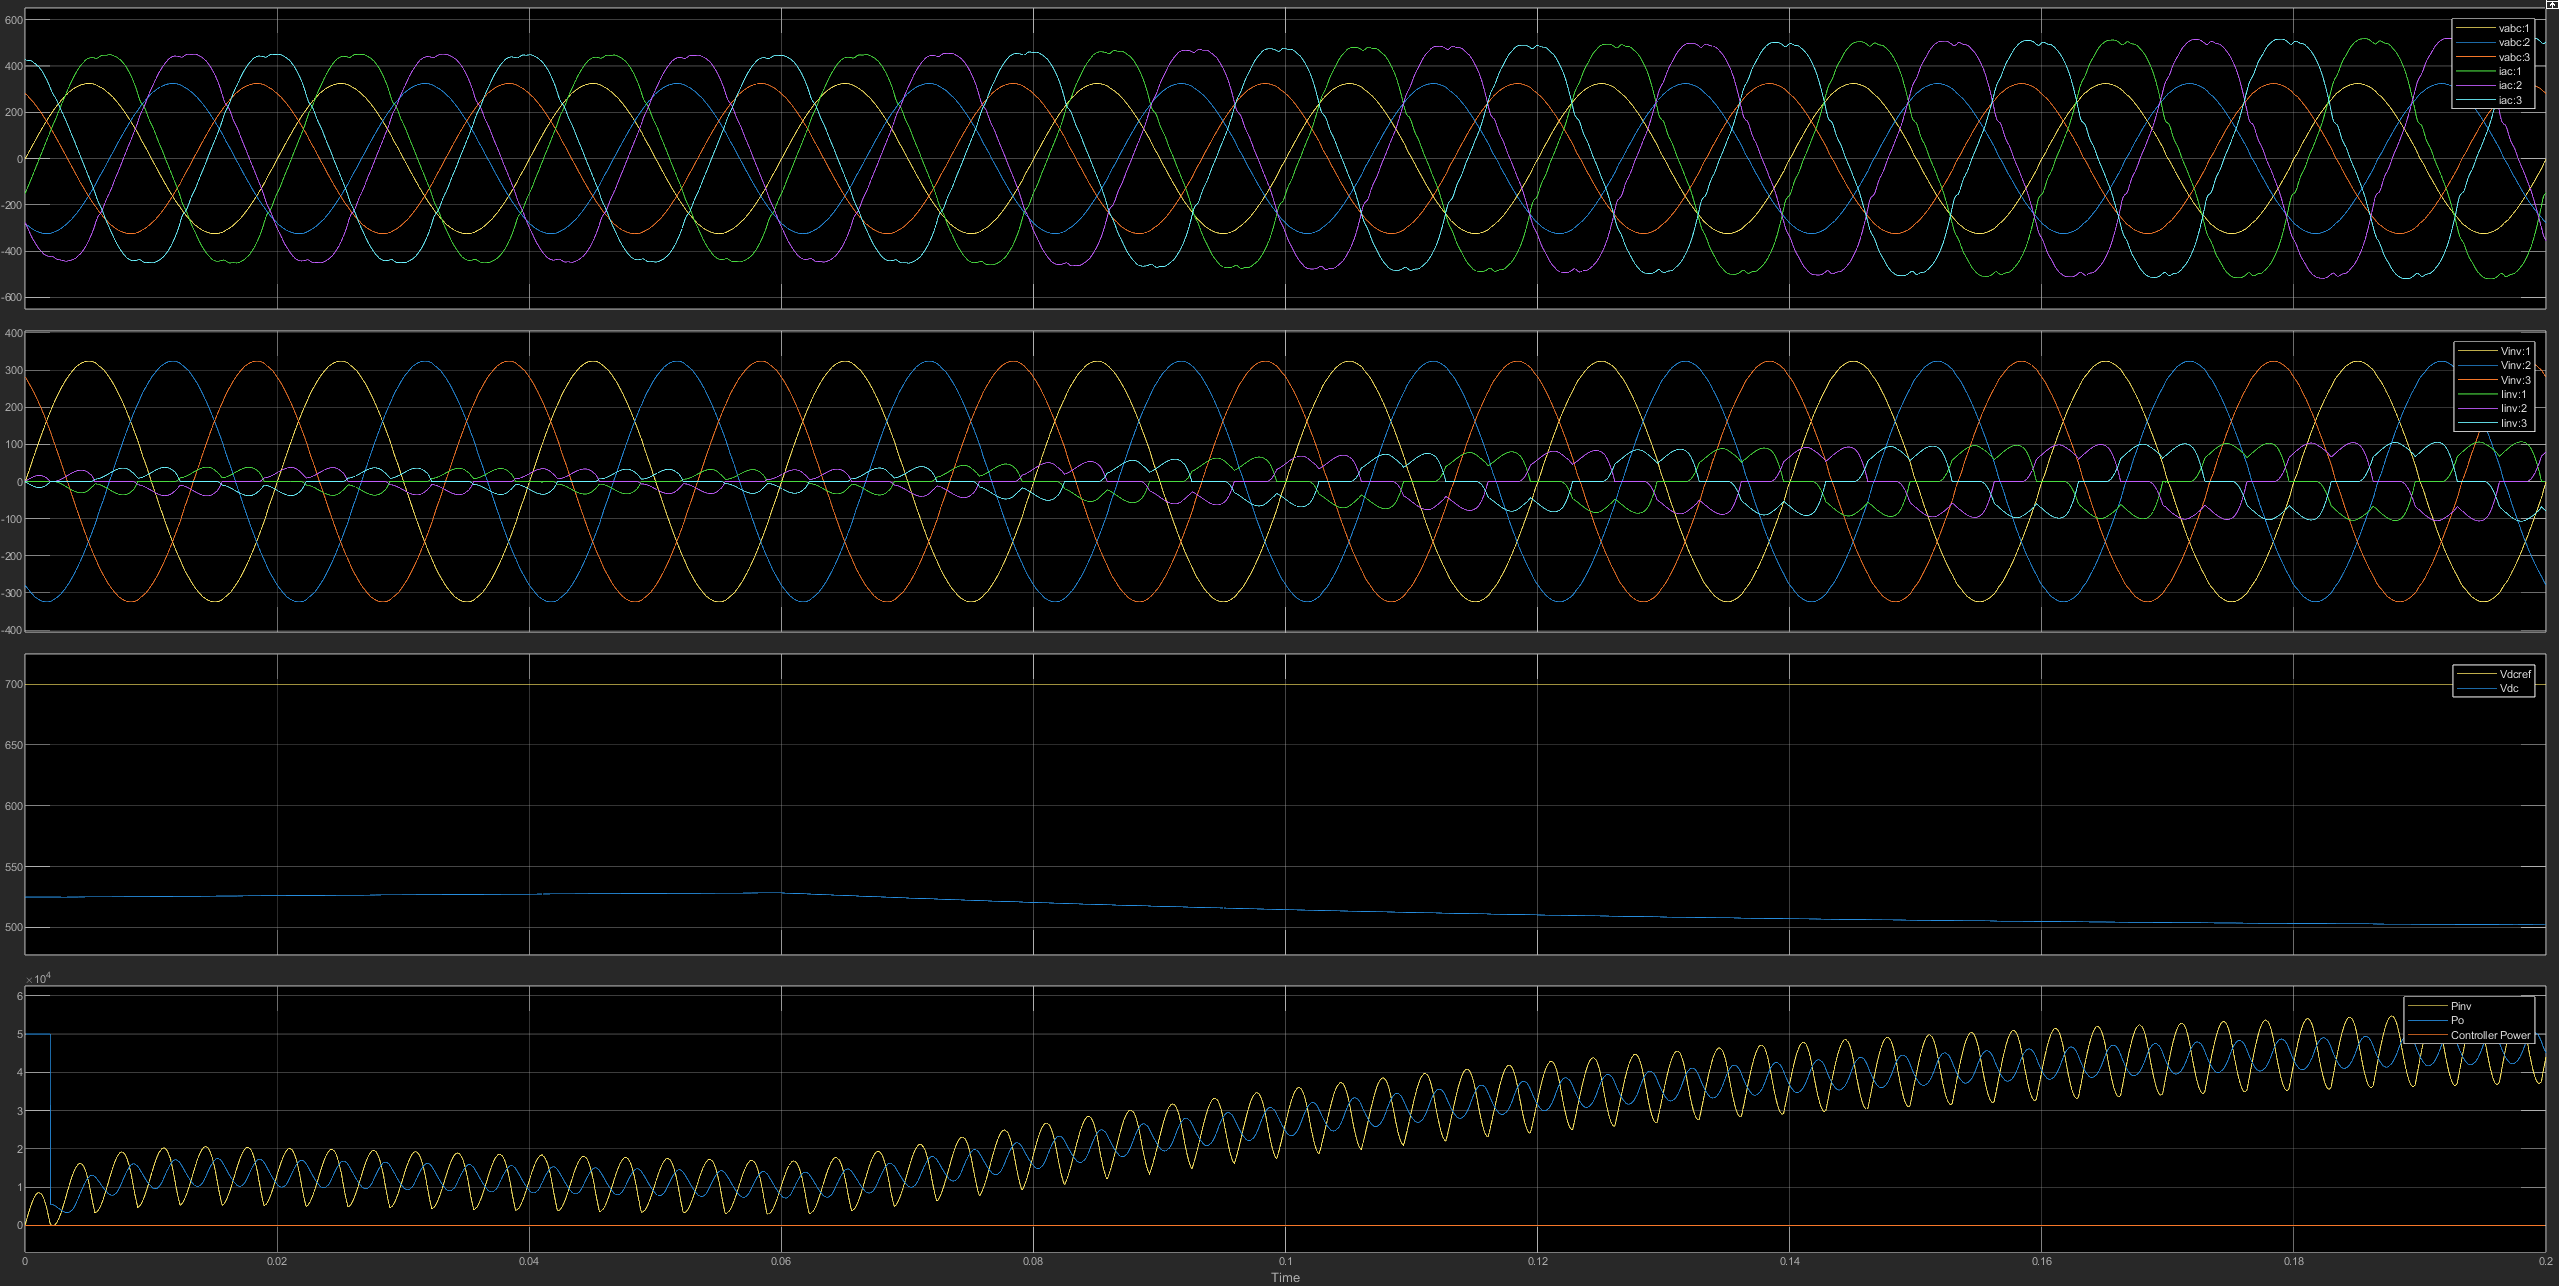 600
400
200
0
-200
-400
-600
vabc:1
vabc:2
vabc:3
iac:1
iac:2
iac:3
400
300
200
100
0
-100
-200
-300
-400
Vinv:1
Vinv:2
Vinv:3
Iinv:1
Iinv:2
Iinv:3
700
650
600
550
500
Vdcref
Vdc
×10^4
6
5
4
3
2
1
0
Pinv
Po
Controller Power
0 0.02 0.04 0.06 0.08 0.1 0.12 0.14 0.16 0.18 0.2
Time